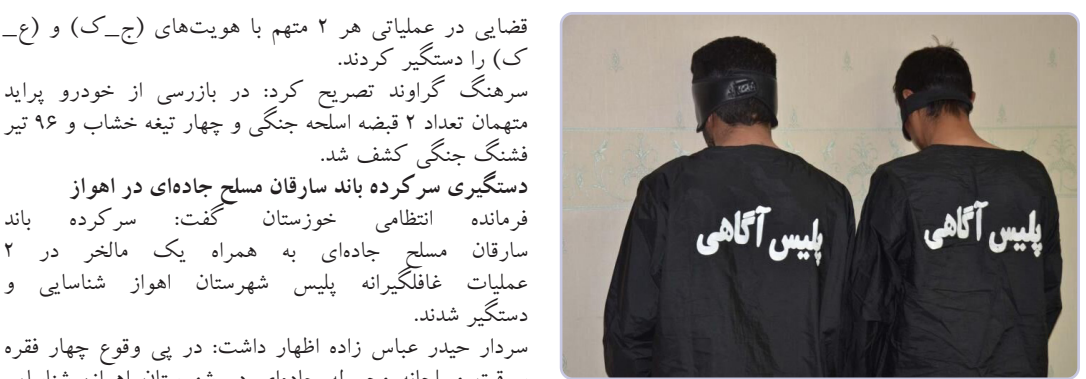 قضایی در عملیاتی هر ۲ متهم با هویت‌های (ج_ک) و (ع_
ک) را دستگیر کردند.
سرهنگ گراوند تصریح کرد: در بازرسی از خودرو پراید
متهمان تعداد ۲ قبضه اسلحه جنگی و چهار تیغه خشاب و ۹۶ تیر
فشنگ جنگی کشف شد.
دستگیری سرکرده باند سارقان مسلح جاده‌ای در اهواز
فرمانده انتظامی خوزستان گفت: سرکرده باند
سارقان مسلح جاده‌ای به همراه یک مالخر در ۲
عملیات غافلگیرانه پلیس شهرستان اهواز شناسایی و
دستگیر شدند.
سردار حیدر عباس زاده اظهار داشت: در پی وقوع چهار فقره
پلیس آگاهی
پلیس آگاهی